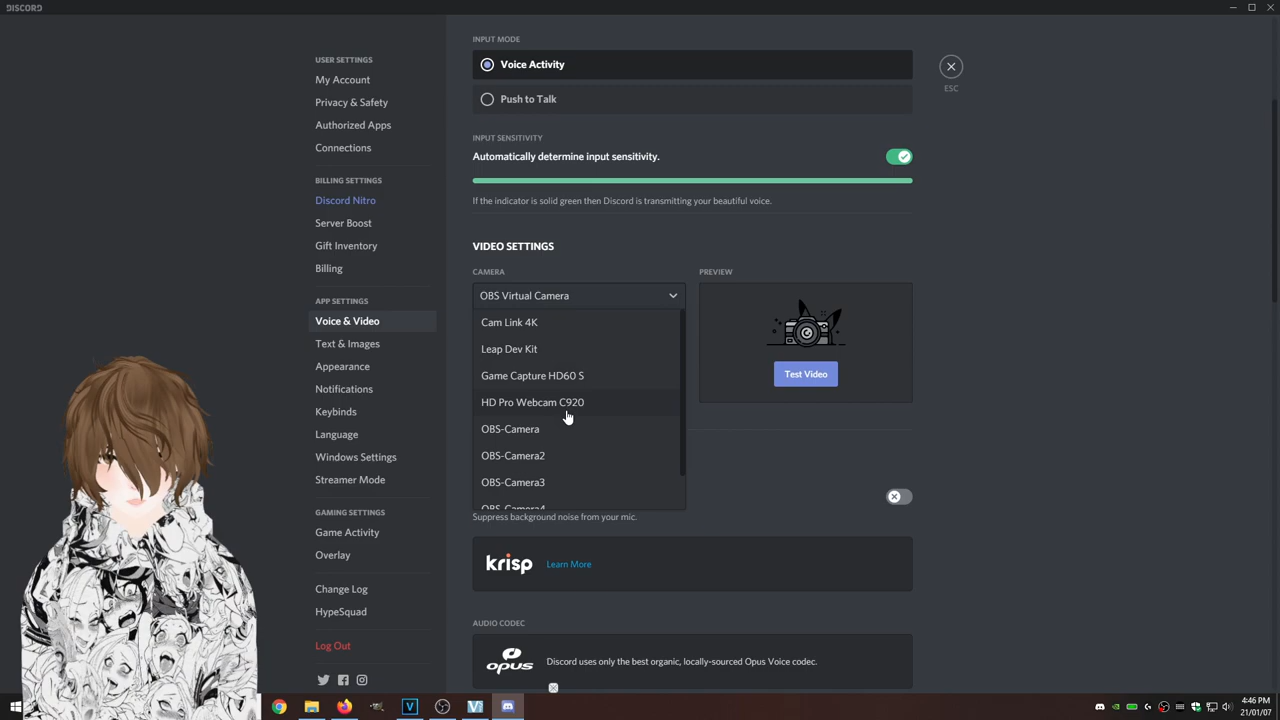 DISCORD
USER SETTINGS
My Account
Privacy & Safety
Authorized Apps
Connections
BILLING SETTINGS
Discord Nitro
Server Boost
Gift Inventory
Billing
APP SETTINGS
Voice & Video
Text & Images
Appearance
Notifications
Keybinds
Language
Windows Settings
Streamer Mode
GAMING SETTINGS
Game Activity
Overlay
Change Log
HypeSquad
Log Out
INPUT MODE
Voice Activity
Push to Talk
ESC
INPUT SENSITIVITY
Automatically determine input sensitivity.
If the indicator is solid green then Discord is transmitting your beautiful voice.
VIDEO SETTINGS
CAMERA
OBS Virtual Camera
Cam Link 4K
Leap Dev Kit
Game Capture HD60 S
HD Pro Webcam C920
OBS-Camera
OBS-Camera2
OBS-Camera3
OBS-Camera4
PREVIEW
Test Video
Suppress background noise from your mic.
krisp
Learn More
AUDIO CODEC
opus
Discord uses only the best organic, locally-sourced Opus Voice codec.
4:46 PM
21/01/07